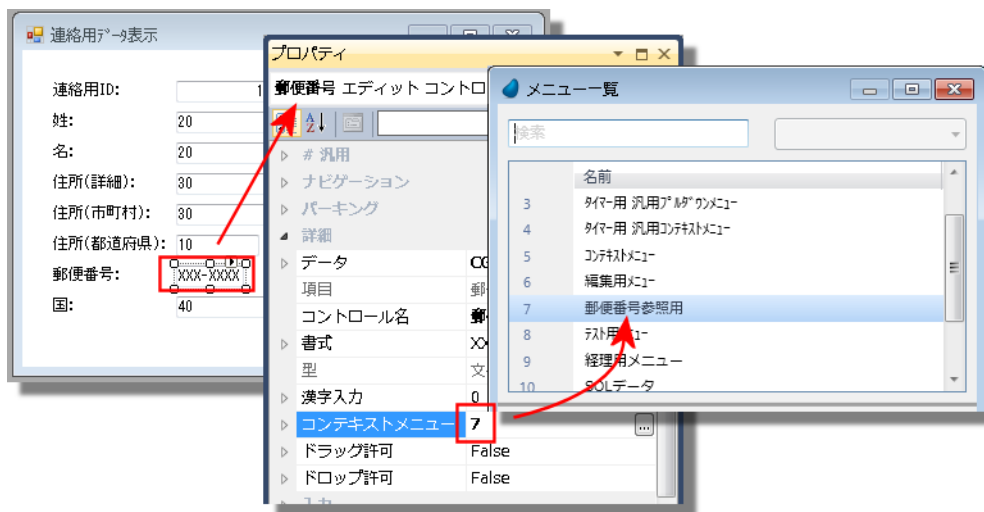 連絡用ﾃﾞｰﾀ表示
連絡用ID: 1
姓: 20
名: 20
住所(詳細): 30
住所(市町村): 30
住所(都道府県): 10
郵便番号: XXX-XXXX
国: 40
プロパティ
郵便番号 エディット コントロ
# 汎用
ナビゲーション
パーキング
詳細
データ
項目
コントロール名
書式
型
漢字入力 0
コンテキストメニュー 7
ドラッグ許可 False
ドロップ許可 False
メニュー一覧
検索
名前
3 ﾀｲﾏｰ用 汎用ﾌﾟﾙﾀﾞｳﾝﾒﾆｭｰ
4 ﾀｲﾏｰ用 汎用ｺﾝﾃｷｽﾄﾒﾆｭｰ
5 ｺﾝﾃｷｽﾄﾒﾆｭｰ
6 編集用ﾒﾆｭｰ
7 郵便番号参照用
8 ﾃｽﾄ用
9 経理用メニュー
10 SQLデータ